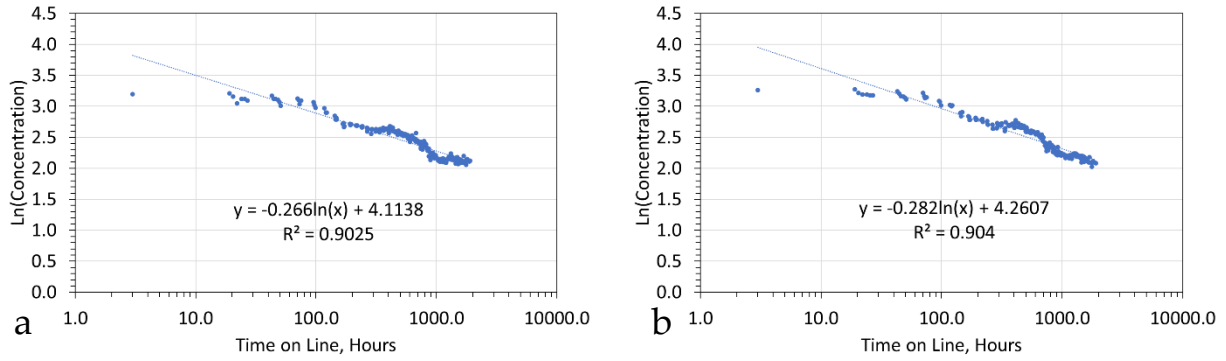 4.5
4.0
3.5
3.0
2.5
2.0
1.5
1.0
0.5
0.0
Ln(Concentration)
y = -0.266ln(x) + 4.1138
R² = 0.9025
1.0 10.0 100.0 1000.0 10000.0
Time on Line, Hours
a
4.5
4.0
3.5
3.0
2.5
2.0
1.5
1.0
0.5
0.0
Ln(Concentration)
y = -0.282ln(x) + 4.2607
R² = 0.904
1.0 10.0 100.0 1000.0 10000.0
Time on Line, Hours
b